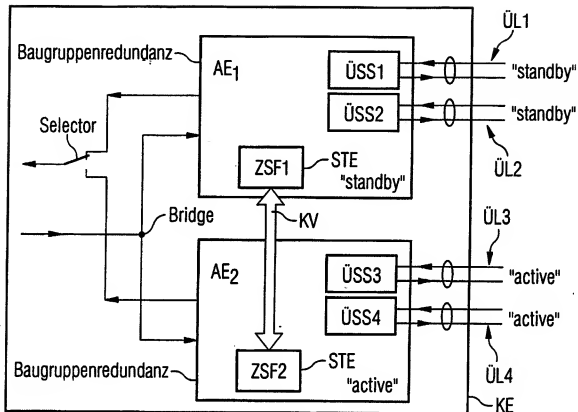 ÜL1
Baugruppenredundanz
AE1
ÜSS1
"standby"
ÜSS2
"standby"
ÜL2
Selector
ZSF1
STE
"standby"
Bridge
KV
ÜL3
AE2
ÜSS3
"active"
ÜSS4
"active"
ÜL4
ZSF2
STE
Baugruppenredundanz
"active"
KE